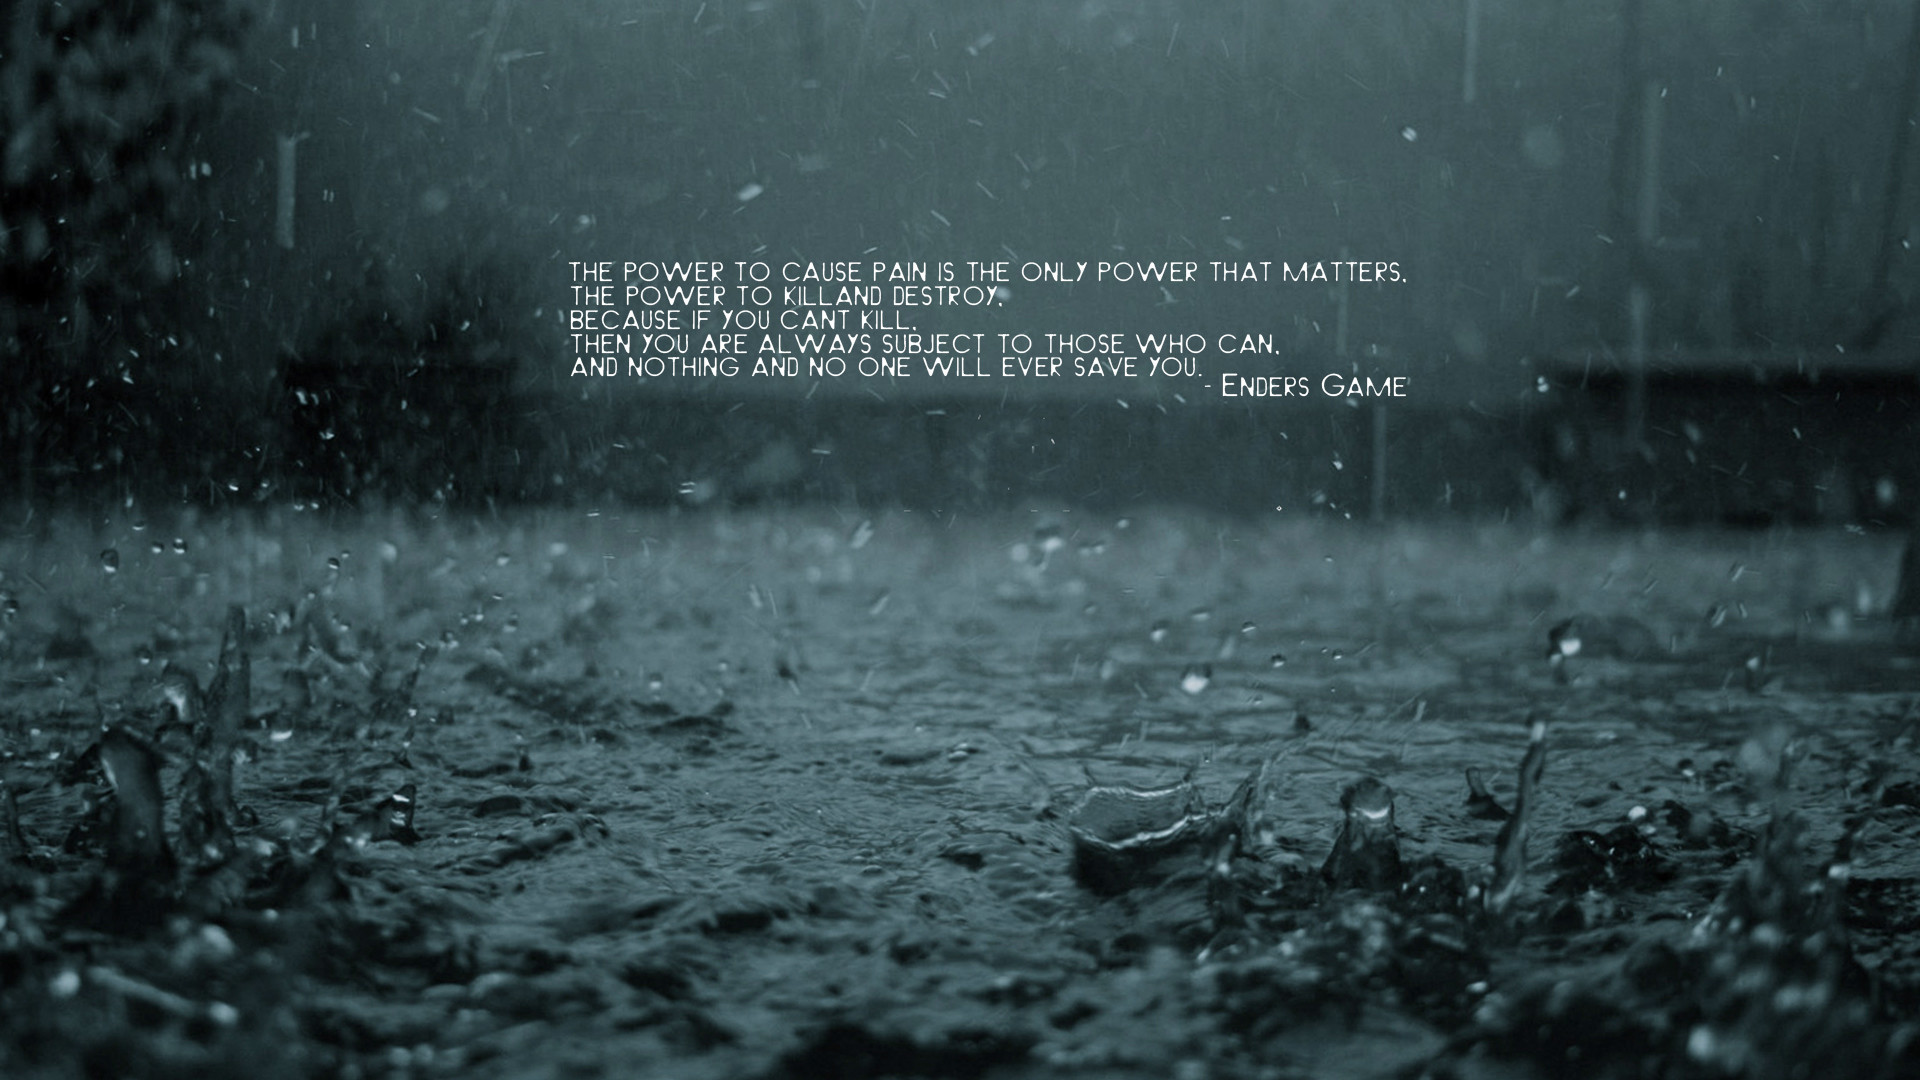 THE POWER TO CAUSE PAIN IS THE ONLY POWER THAT MATTERS,
THE POWER TO KILLAND DESTROY,
BECAUSE IF YOU CANT KILL,
THEN YOU ARE ALWAYS SUBJECT TO THOSE WHO CAN,
AND NOTHING AND NO ONE WILL EVER SAVE YOU.
- ENDERS GAME